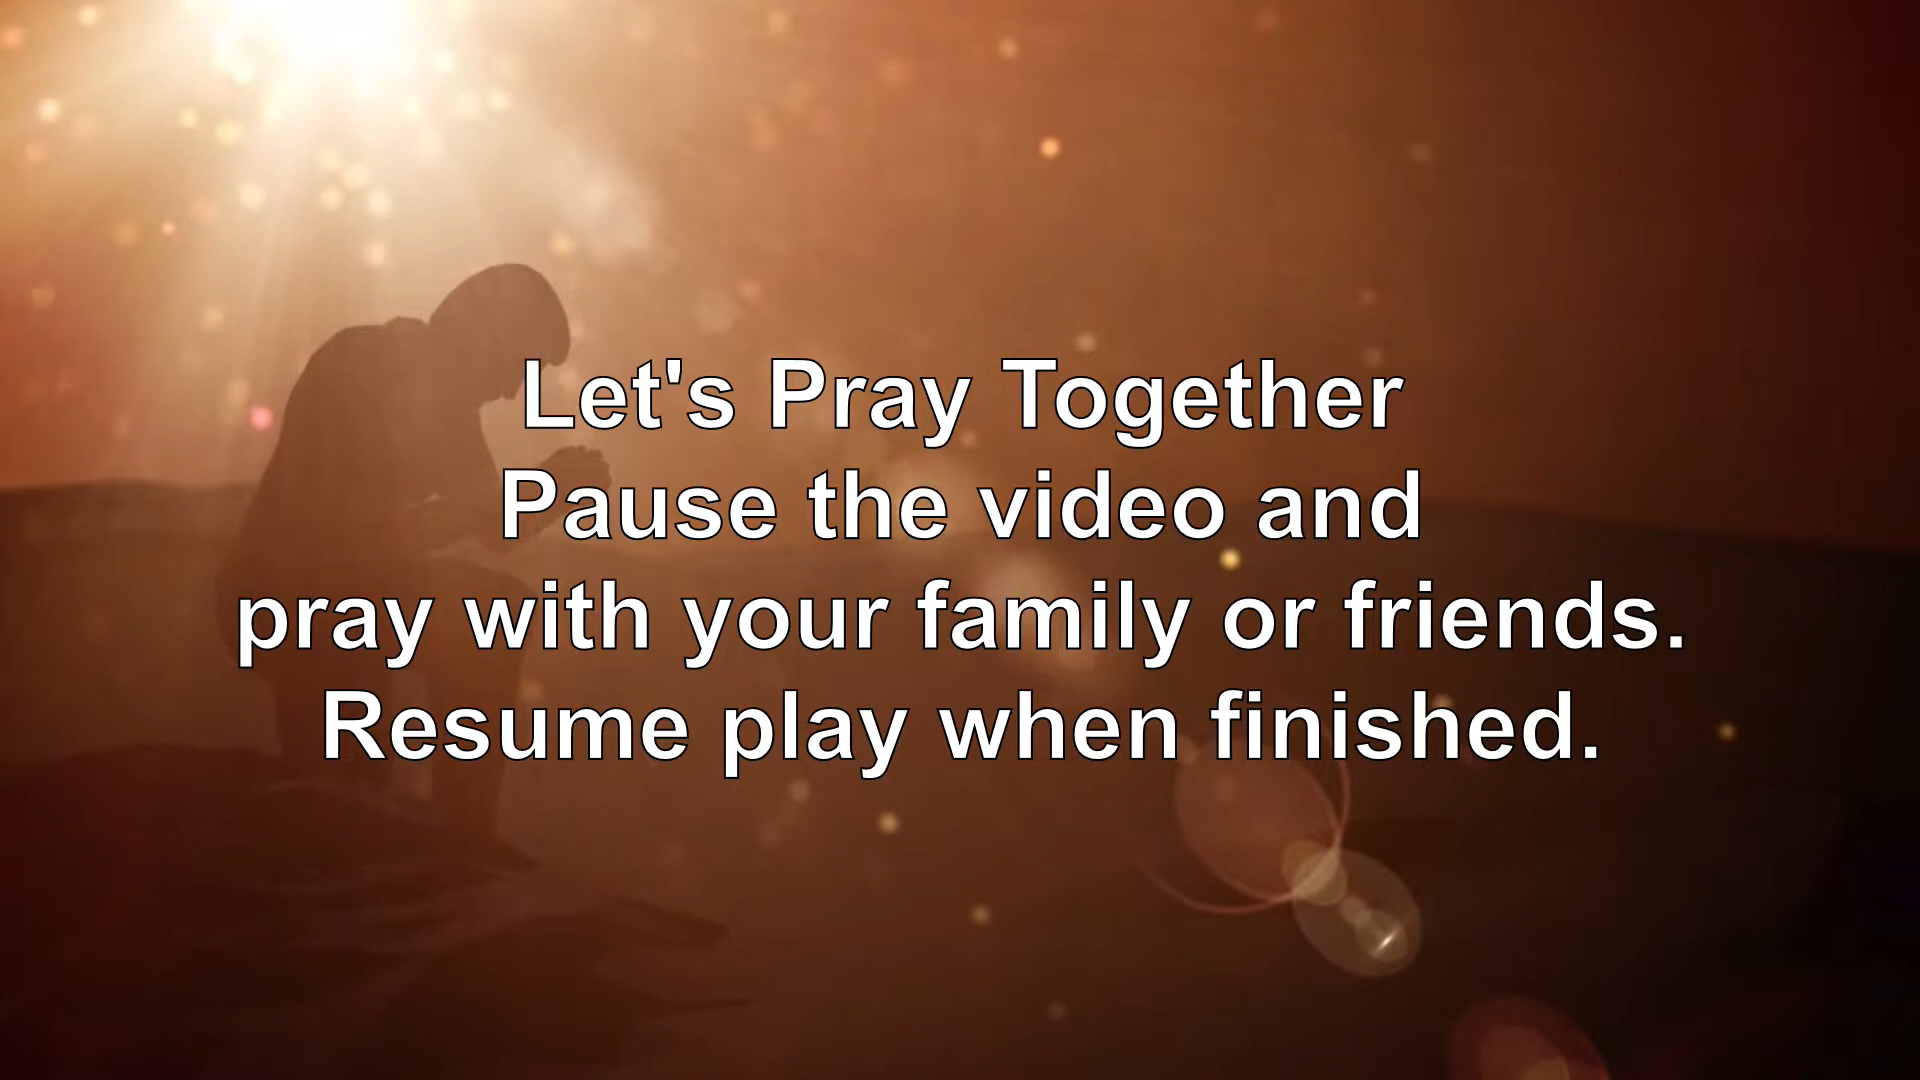 Let's Pray Together
Pause the video and
pray with your family or friends.
Resume play when finished.